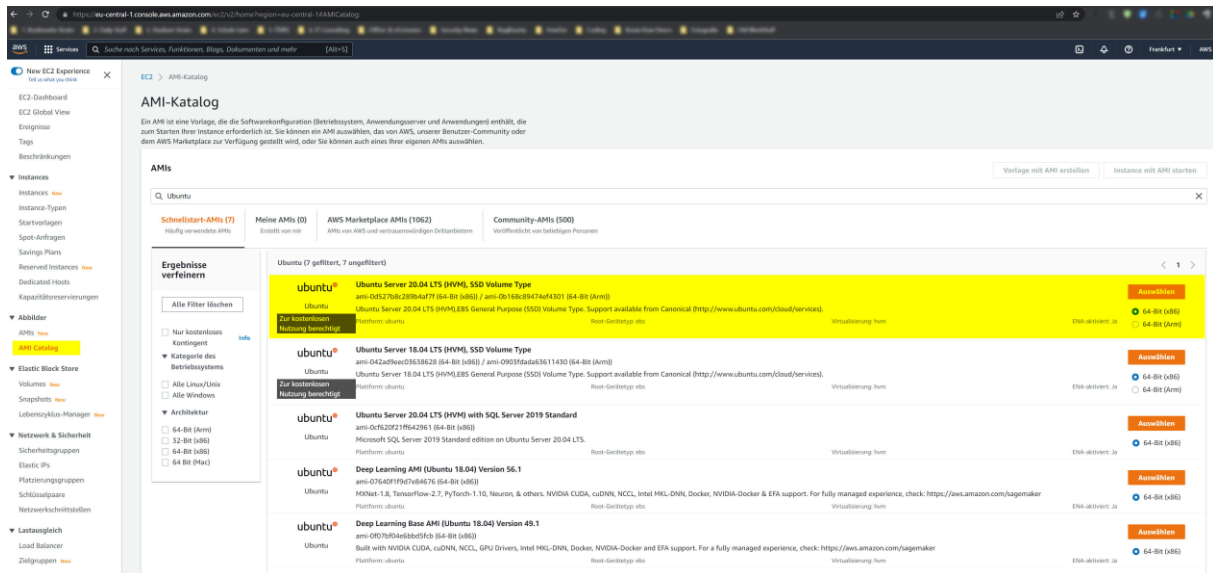 https://eu-central-1.console.aws.amazon.com/ec2/v2/home?region=eu-central-1#AMICatalog:
aws Services Suche nach Services, Funktionen, Blogs, Dokumenten und mehr [Alt+S] Frankfurt AWS
New EC2 Experience
Tell us what you think
EC2-Dashboard
EC2 Global View
Ereignisse
Tags
Beschränkungen
Instances
Instances New
Instance-Typen
Startvorlagen
Spot-Anfragen
Savings Plans
Reserved Instances New
Dedicated Hosts
Kapazitätsreservierungen
Abbilder
AMIs New
AMI Catalog
Elastic Block Store
Volumes New
Snapshots New
Lebenszyklus-Manager New
Netzwerk & Sicherheit
Sicherheitsgruppen
Elastic IPs
Platzierungsgruppen
Schlüsselpaare
Netzwerkschnittstellen
Lastausgleich
Load Balancer
Zielgruppen New
EC2 > AMI-Katalog
AMI-Katalog
Ein AMI ist eine Vorlage, die die Softwarekonfiguration (Betriebssystem, Anwendungsserver und Anwendungen) enthält, die
zum Starten Ihrer Instance erforderlich ist. Sie können ein AMI auswählen, das von AWS, unserer Benutzer-Community oder
dem AWS Marketplace zur Verfügung gestellt wird, oder Sie können auch eines Ihrer eigenen AMIs auswählen.
AMIs
Vorlage mit AMI erstellen Instance mit AMI starten
Ubuntu
Schnellstart-AMIs (7) Meine AMIs (0) AWS Marketplace AMIs (1062) Community-AMIs (500)
Häufig verwendete AMIs Erstellt von mir AMIs von AWS und vertrauenswürdigen Drittanbietern Veröffentlicht von beliebigen Personen
Ergebnisse
verfeinern
Alle Filter löschen
Nur kostenloses
Kontingent Info
Kategorie des
Betriebssystems
Alle Linux/Unix
Alle Windows
Architektur
64-Bit (Arm)
32-Bit (x86)
64-Bit (x86)
64 Bit (Mac)
Ubuntu (7 gefiltert, 7 ungefiltert) < 1 >
ubuntu
Ubuntu
Zur kostenlosen
Nutzung berechtigt
Ubuntu Server 20.04 LTS (HVM), SSD Volume Type
ami-0d527b8c289b4af7f (64-Bit (x86)) / ami-0b168c89474ef4301 (64-Bit (Arm))
Ubuntu Server 20.04 LTS (HVM),EBS General Purpose (SSD) Volume Type. Support available from Canonical (http://www.ubuntu.com/cloud/services).
Plattform: ubuntu Root-Gerätetyp: ebs Virtualisierung: hvm ENA-aktiviert: Ja
Auswählen
64-Bit (x86)
64-Bit (Arm)
ubuntu
Ubuntu
Zur kostenlosen
Nutzung berechtigt
Ubuntu Server 18.04 LTS (HVM), SSD Volume Type
ami-042ad9eec03638628 (64-Bit (x86)) / ami-0903fdada63611430 (64-Bit (Arm))
Ubuntu Server 18.04 LTS (HVM),EBS General Purpose (SSD) Volume Type. Support available from Canonical (http://www.ubuntu.com/cloud/services).
Plattform: ubuntu Root-Gerätetyp: ebs Virtualisierung: hvm ENA-aktiviert: Ja
Auswählen
64-Bit (x86)
64-Bit (Arm)
ubuntu
Ubuntu
Ubuntu Server 20.04 LTS (HVM) with SQL Server 2019 Standard
ami-0cf620f21ff642961 (64-Bit (x86))
Microsoft SQL Server 2019 Standard edition on Ubuntu Server 20.04 LTS.
Plattform: ubuntu Root-Gerätetyp: ebs Virtualisierung: hvm ENA-aktiviert: Ja
Auswählen
64-Bit (x86)
ubuntu
Ubuntu
Deep Learning AMI (Ubuntu 18.04) Version 56.1
ami-07640f1f9d7e84676 (64-Bit (x86))
MXNet-1.8, TensorFlow-2.7, PyTorch-1.10, Neuron, & others. NVIDIA CUDA, cuDNN, NCCL, Intel MKL-DNN, Docker, NVIDIA-Docker & EFA support. For fully managed experience, check: https://aws.amazon.com/sagemaker
Plattform: ubuntu Root-Gerätetyp: ebs Virtualisierung: hvm ENA-aktiviert: Ja
Auswählen
64-Bit (x86)
ubuntu
Ubuntu
Deep Learning Base AMI (Ubuntu 18.04) Version 49.1
ami-0f07bf04e6bbd5fcb (64-Bit (x86))
Built with NVIDIA CUDA, cuDNN, NCCL, GPU Drivers, Intel MKL-DNN, Docker, NVIDIA-Docker and EFA support. For a fully managed experience, check: https://aws.amazon.com/sagemaker
Plattform: ubuntu Root-Gerätetyp: ebs Virtualisierung: hvm ENA-aktiviert: Ja
Auswählen
64-Bit (x86)